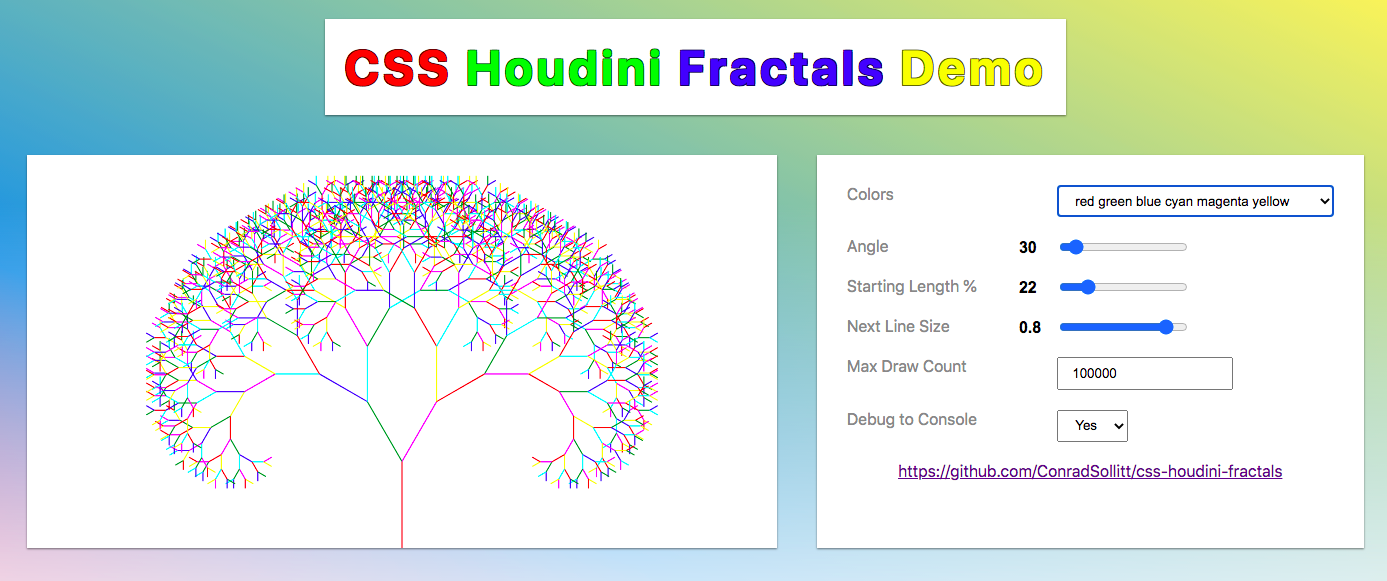 CSS Houdini Fractals Demo
Colors red green blue cyan magenta yellow
Angle 30
Starting Length % 22
Next Line Size 0.8
Max Draw Count 100000
Debug to Console Yes
https://github.com/ConradSollitt/css-houdini-fractals